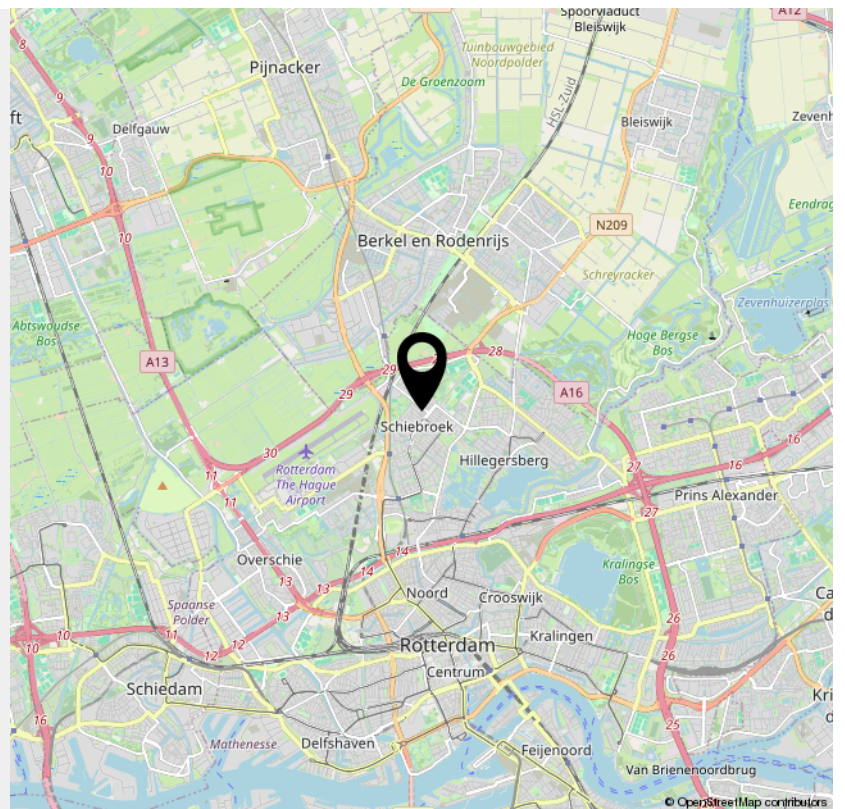 Spoorviaduct
Bleiswijk
A12
8
Pijnacker
Tuinbouwgebied
Noordpolder
De Groenzoom
HSL-Zuid
9
ft
Delfgauw
9
Bleiswijk
Zevenh
10
10
Eendrag
N209
Berkel en Rodenrijs
Schreyracker
Zevenhuizerplas
Abtswoudse
Bos
Hoge Bergse
Bos
A13
28
29
29
A16
Schiebroek
30
Hillegersberg
Rotterdam
The Hague
Airport
11
11
27
16
16
Prins Alexander
27
14
Overschie
14
13
13
Kralingse
Bos
Noord
Crooswijk
Spaanse
Polder
26
Ca
d
10
10
11
12
12
Kralingen
Rotterdam
26
Centrum
Schiedam
Kri
d
16
25
Mathenesse
Delfshaven
Feijenoord
Van Brienenoordbrug
© OpenStreetMap contributors